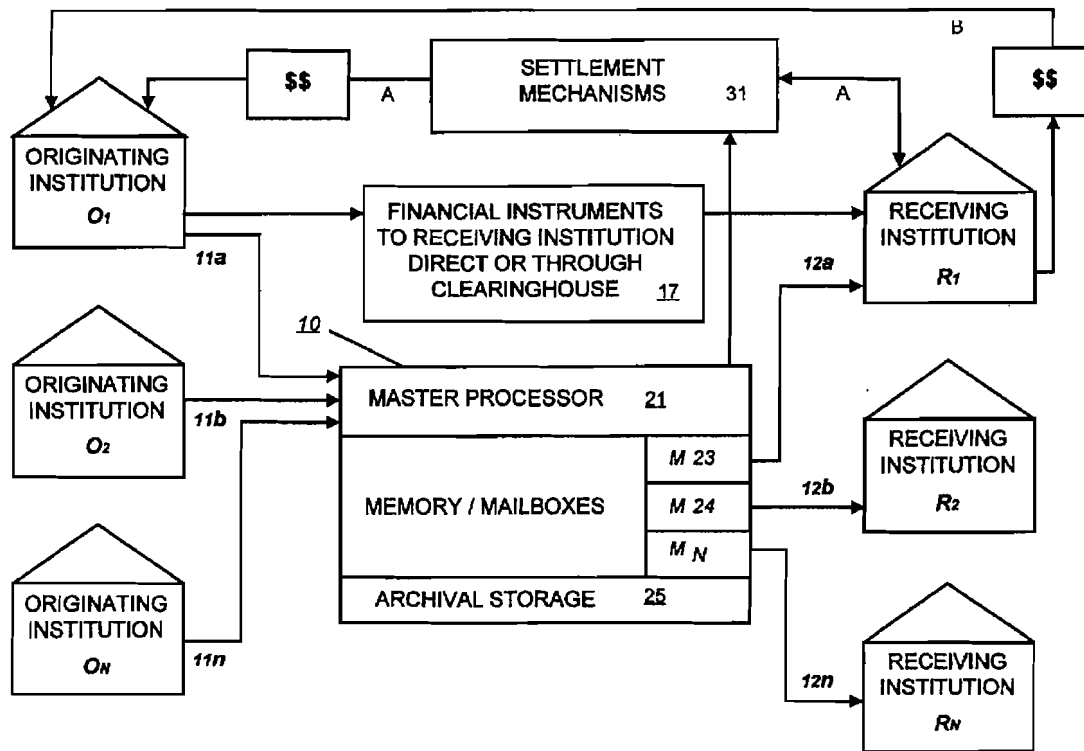 B
$$
A
SETTLEMENT
MECHANISMS 31
A
$$
ORIGINATING
INSTITUTION
O1
11a
FINANCIAL INSTRUMENTS
TO RECEIVING INSTITUTION
DIRECT OR THROUGH
CLEARINGHOUSE 17
12a
RECEIVING
INSTITUTION
R1
10
ORIGINATING
INSTITUTION
O2
11b
MASTER PROCESSOR 21
MEMORY / MAILBOXES
M 23
M 24
M N
ARCHIVAL STORAGE 25
12b
RECEIVING
INSTITUTION
R2
ORIGINATING
INSTITUTION
ON
11n
12n
RECEIVING
INSTITUTION
RN